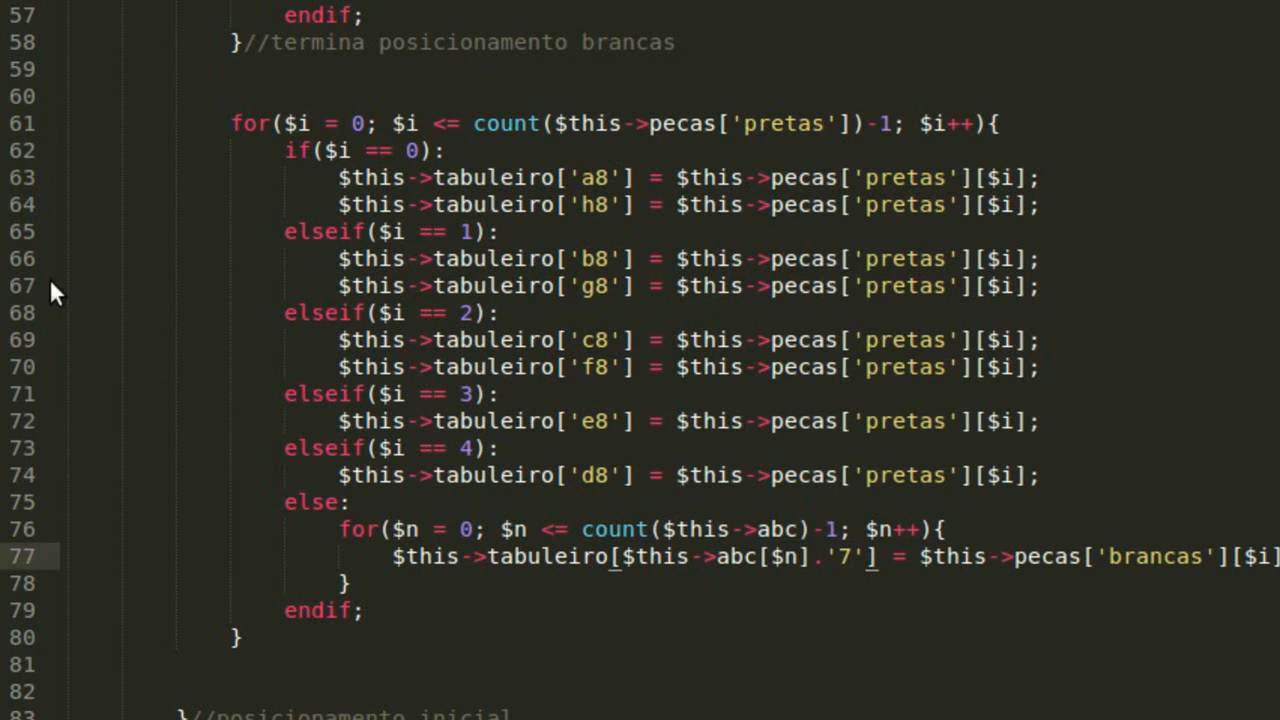 57 endif;
58 }//termina posicionamento brancas
59
60
61 for($i = 0; $i <= count($this->pecas['pretas'])-1; $i++){
62 if($i == 0):
63 $this->tabuleiro['a8'] = $this->pecas['pretas'][$i];
64 $this->tabuleiro['h8'] = $this->pecas['pretas'][$i];
65 elseif($i == 1):
66 $this->tabuleiro['b8'] = $this->pecas['pretas'][$i];
67 $this->tabuleiro['g8'] = $this->pecas['pretas'][$i];
68 elseif($i == 2):
69 $this->tabuleiro['c8'] = $this->pecas['pretas'][$i];
70 $this->tabuleiro['f8'] = $this->pecas['pretas'][$i];
71 elseif($i == 3):
72 $this->tabuleiro['e8'] = $this->pecas['pretas'][$i];
73 elseif($i == 4):
74 $this->tabuleiro['d8'] = $this->pecas['pretas'][$i];
75 else:
76 for($n = 0; $n <= count($this->abc)-1; $n++){
77 $this->tabuleiro[$this->abc[$n].'7'] = $this->pecas['brancas'][$i]
78 }
79 endif;
80 }
81
82
83 }//posicionamento inicial